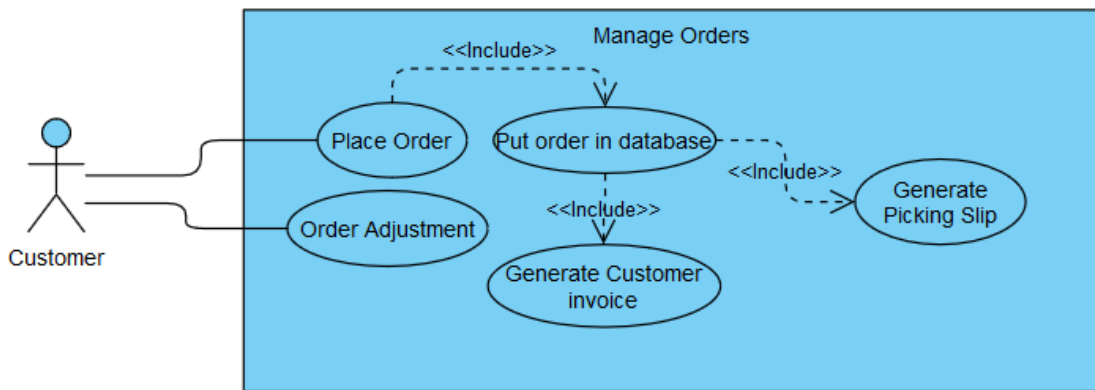 Manage Orders
<<Include>>
Place Order
Put order in database
<<Include>>
Generate
Picking Slip
<<Include>>
Order Adjustment
Customer
Generate Customer
invoice